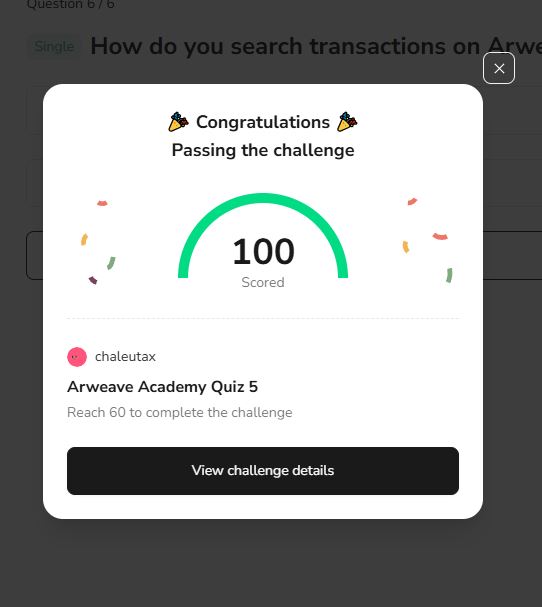 Question 6 / 6
Single How do you search transactions on Arwe
Congratulations
Passing the challenge
100
Scored
chaleutax
Arweave Academy Quiz 5
Reach 60 to complete the challenge
View challenge details